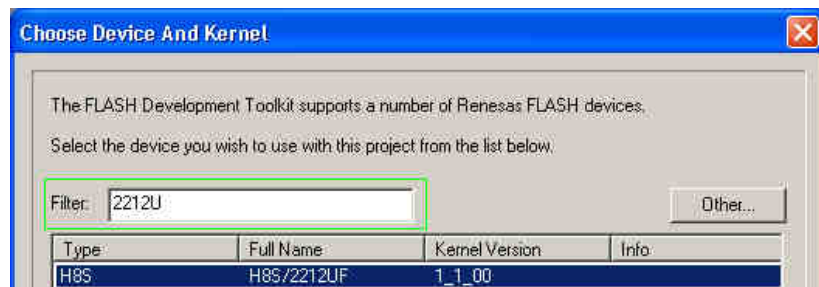 Choose Device And Kernel
The FLASH Development Toolkit supports a number of Renesas FLASH devices.
Select the device you wish to use with this project from the list below.
Filter: 2212U Other...
Type Full Name Kernel Version Info
H8S H8S/2212UF 1_1_00